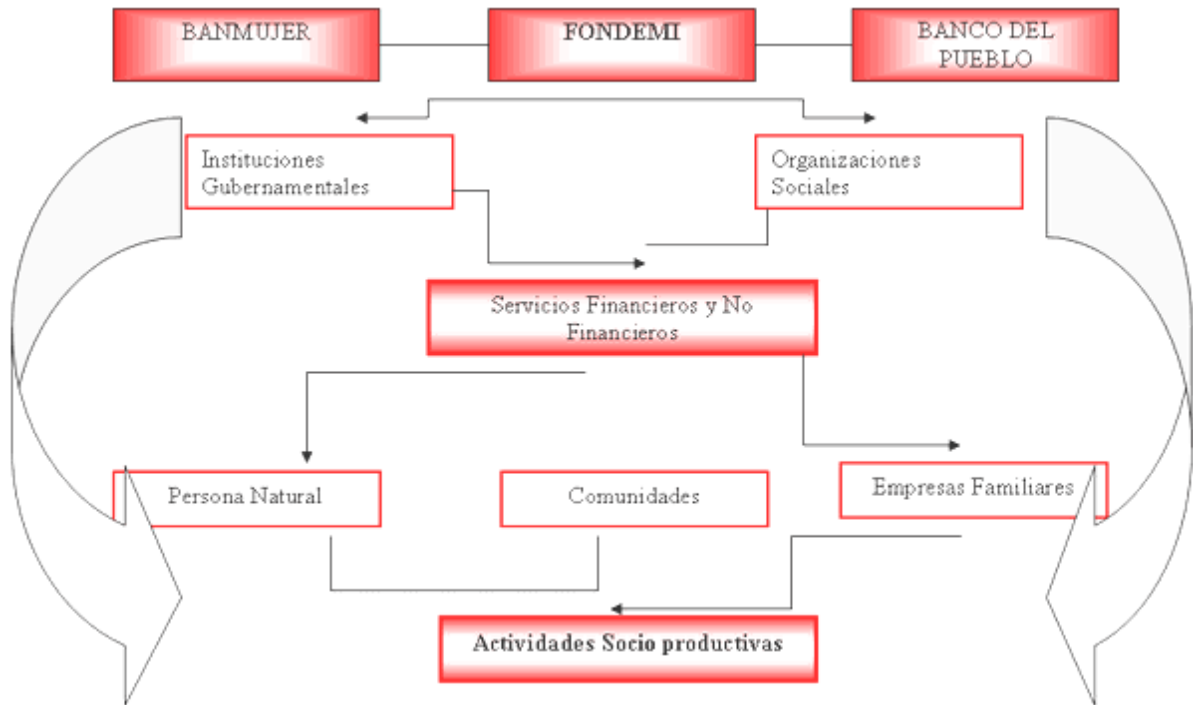 BANMUJER
FONDEMI
BANCO DEL
PUEBLO
Instituciones
Gubernamentales
Organizaciones
Sociales
Servicios Financieros y No
Financieros
Persona Natural
Comunidades
Empresas Familiares
Actividades Socio productivas